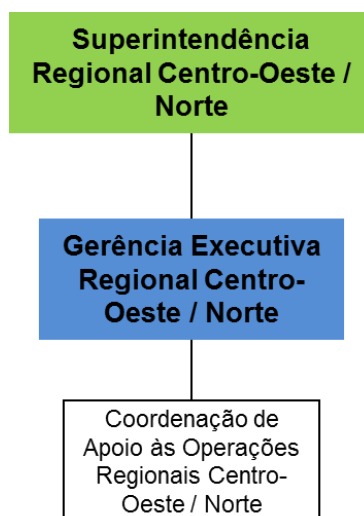 Superintendência
Regional Centro-Oeste /
Norte
Gerência Executiva
Regional Centro-
Oeste / Norte
Coordenação de
Apoio às Operações
Regionais Centro-
Oeste / Norte